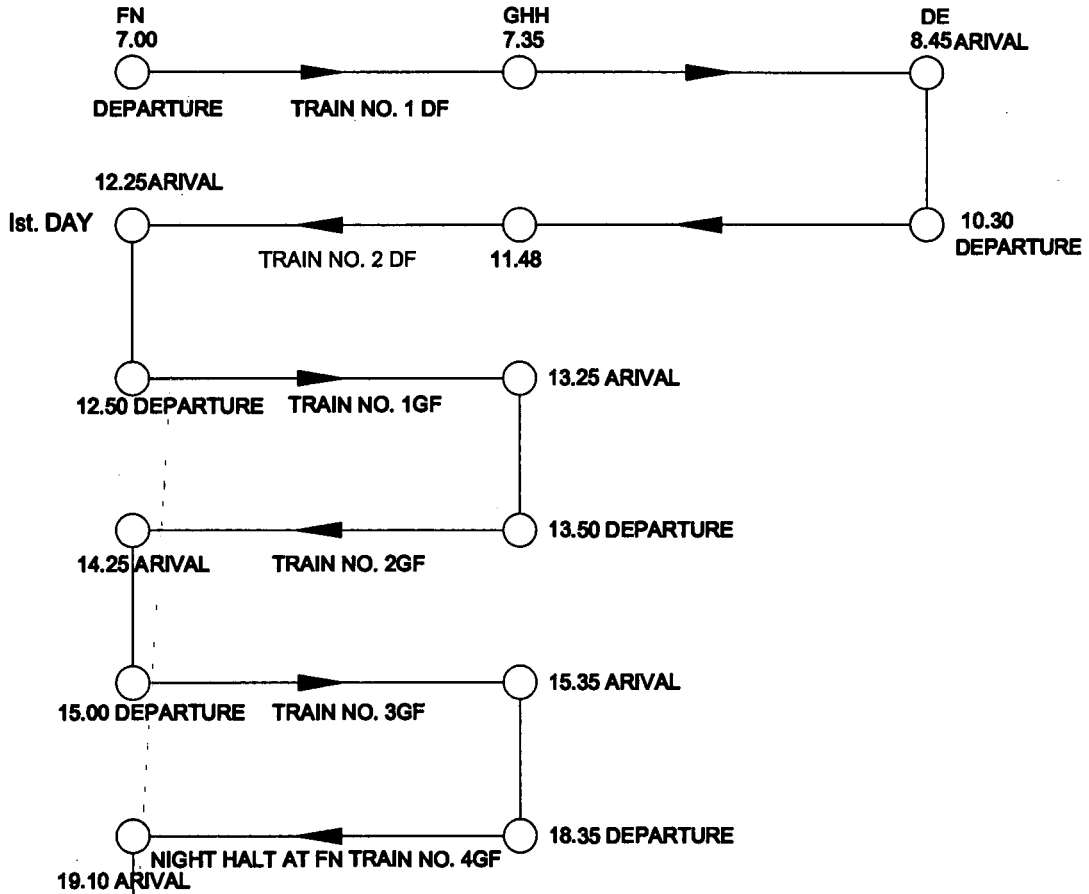 FN GHH DE
7.00 7.35 8.45 ARIVAL
DEPARTURE TRAIN NO. 1 DF
12.25 ARIVAL
Ist. DAY
10.30
DEPARTURE
TRAIN NO. 2 DF 11.48
13.25 ARIVAL
12.50 DEPARTURE TRAIN NO. 1GF
13.50 DEPARTURE
14.25 ARIVAL TRAIN NO. 2GF
15.35 ARIVAL
15.00 DEPARTURE TRAIN NO. 3GF
18.35 DEPARTURE
NIGHT HALT AT FN TRAIN NO. 4GF
19.10 ARIVAL